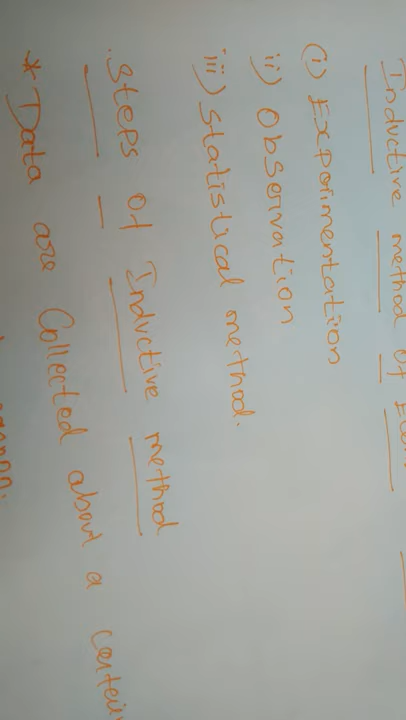 Inductive method of
(i) Experimentation
ii) Observation
iii) Statistical method.
Steps of Inductive method
* Data are Collected about a certain